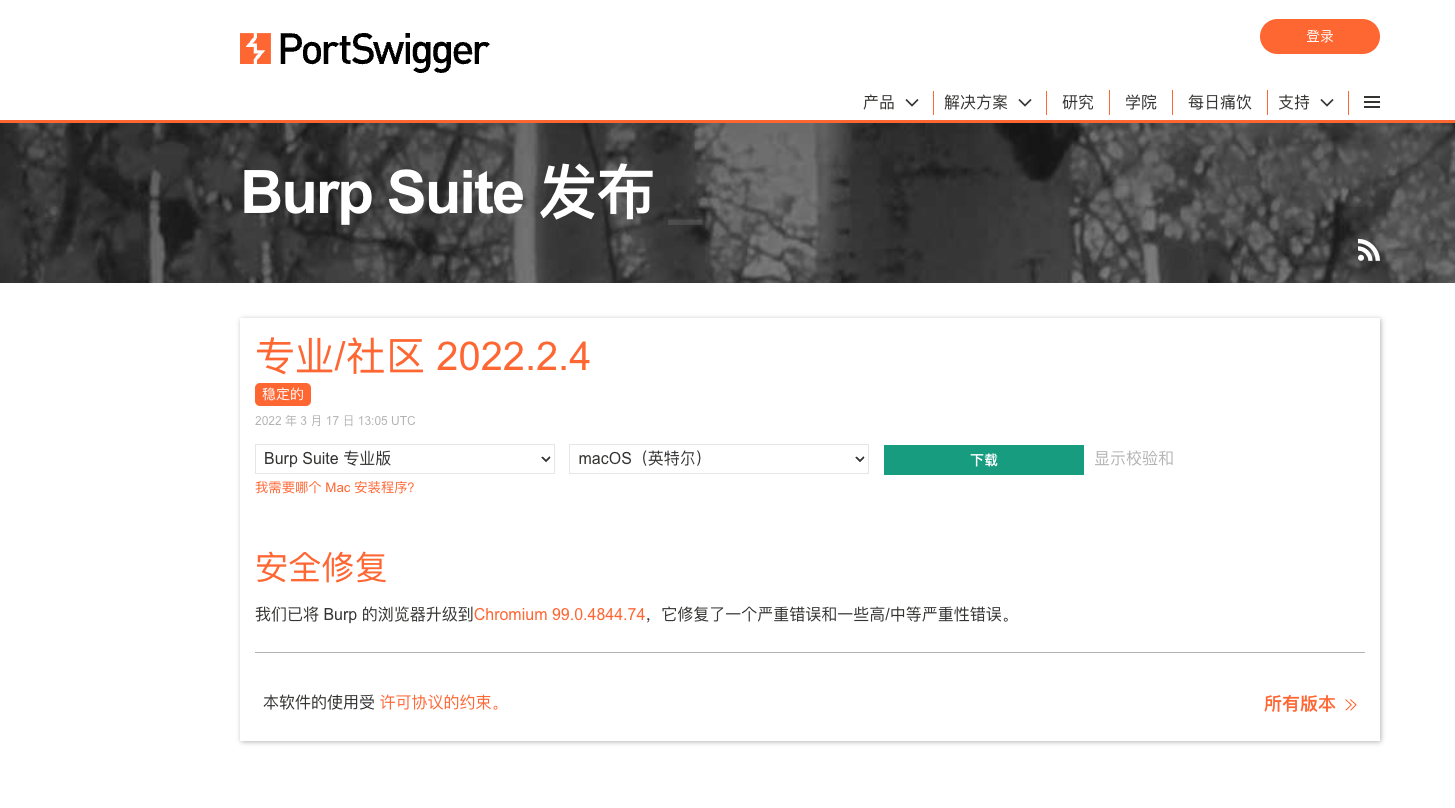 PortSwigger
登录
产品 解决方案 研究 学院 每日痛饮 支持
Burp Suite 发布
专业/社区 2022.2.4
稳定的
2022 年 3 月 17 日 13:05 UTC
Burp Suite 专业版 macOS（英特尔） 下载 显示校验和
我需要哪个 Mac 安装程序?
安全修复
我们已将 Burp 的浏览器升级到Chromium 99.0.4844.74，它修复了一个严重错误和一些高/中等严重性错误。
本软件的使用受 许可协议的约束。
所有版本